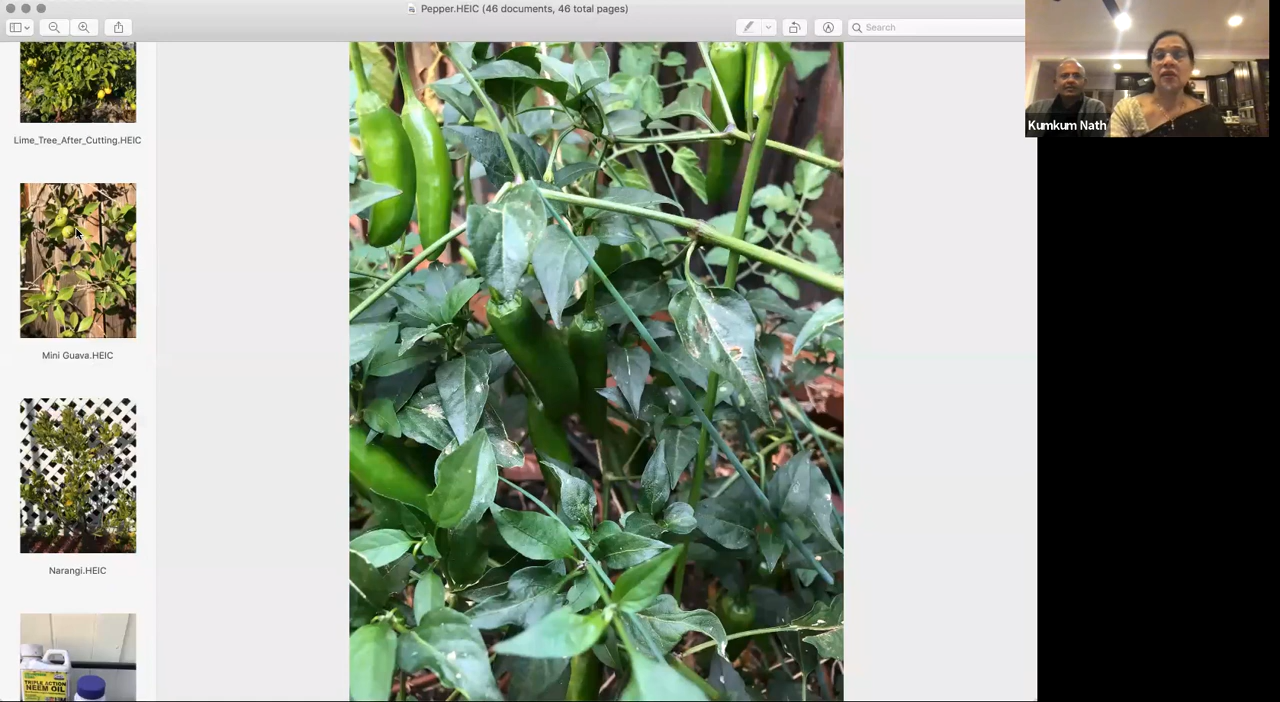 Pepper.HEIC (46 documents, 46 total pages)
Search
Kumkum Nath
Lime_Tree_After_Cutting.HEIC
Mini Guava.HEIC
Narangi.HEIC
TRIPLE ACTION
NEEM OIL